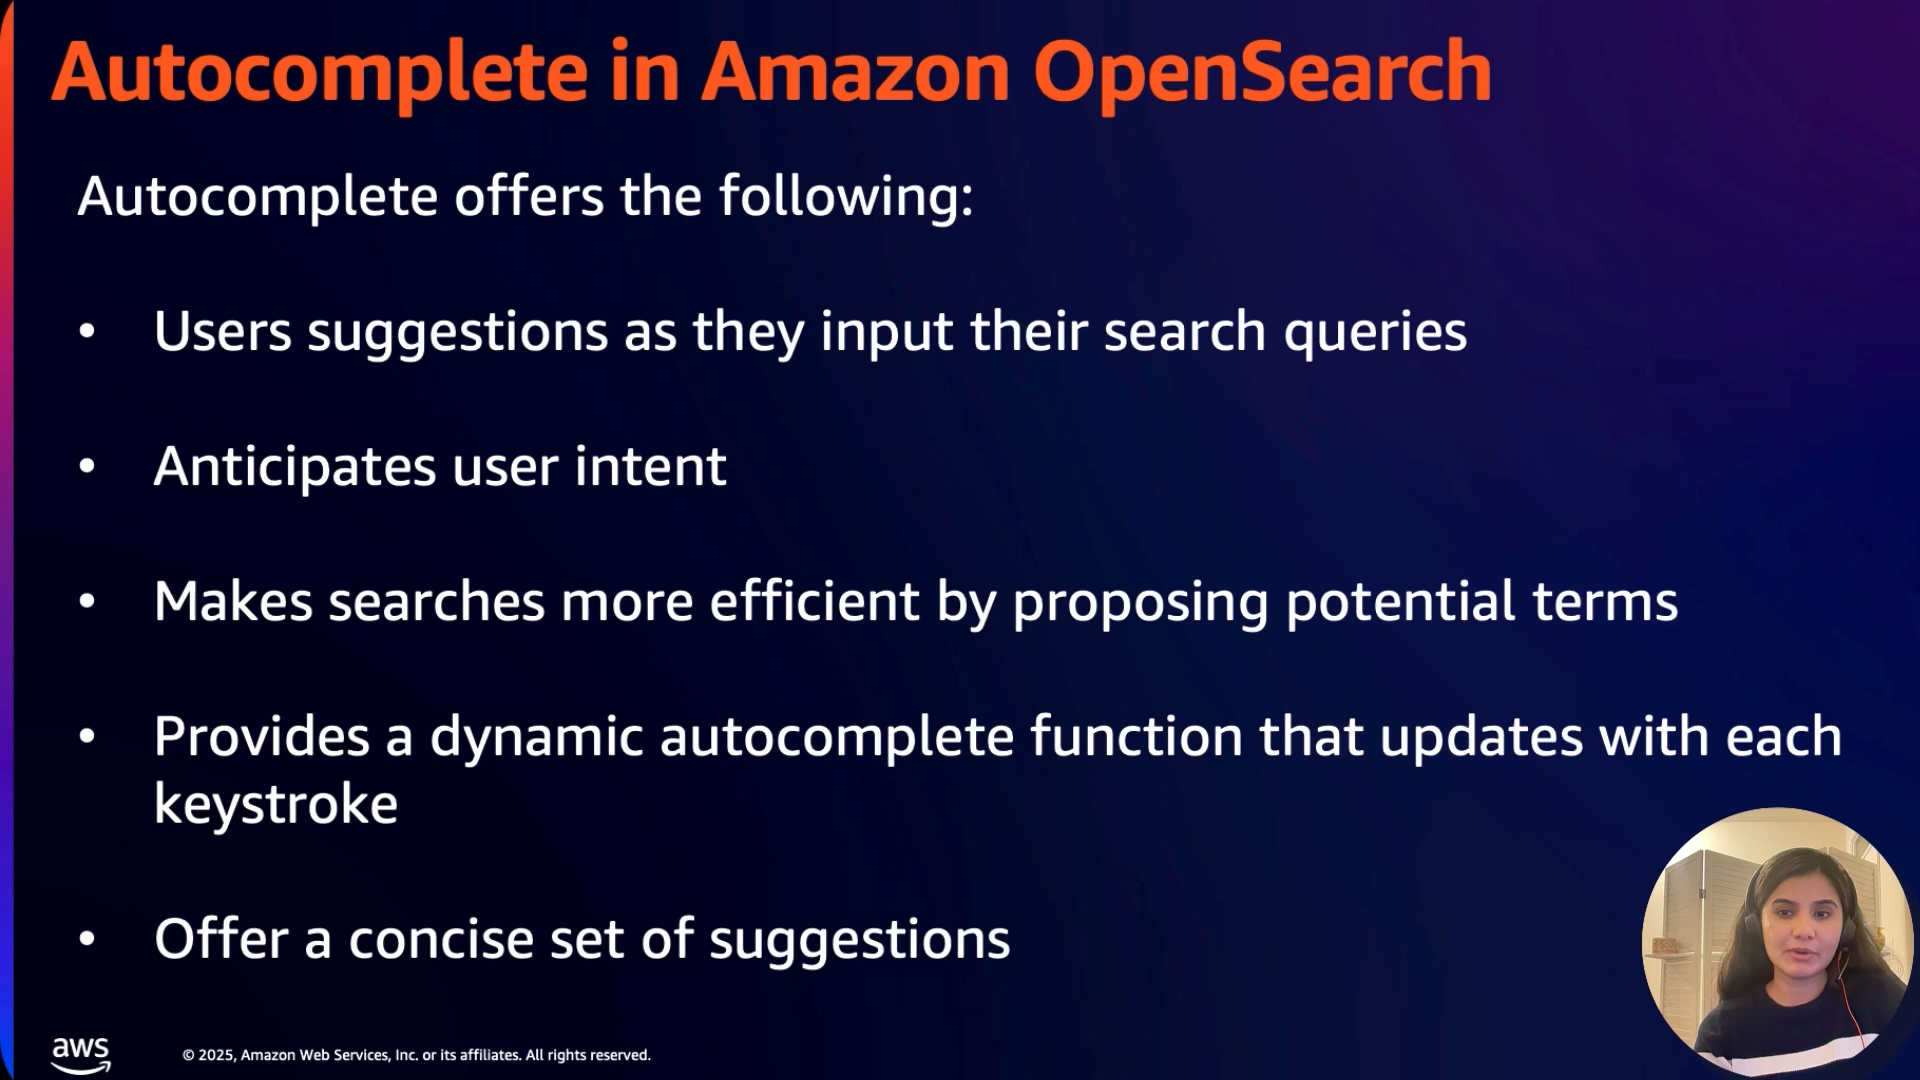 Autocomplete in Amazon OpenSearch
Autocomplete offers the following:
• Users suggestions as they input their search queries
• Anticipates user intent
• Makes searches more efficient by proposing potential terms
• Provides a dynamic autocomplete function that updates with each
keystroke
• Offer a concise set of suggestions
aws
© 2025, Amazon Web Services, Inc. or its affiliates. All rights reserved.